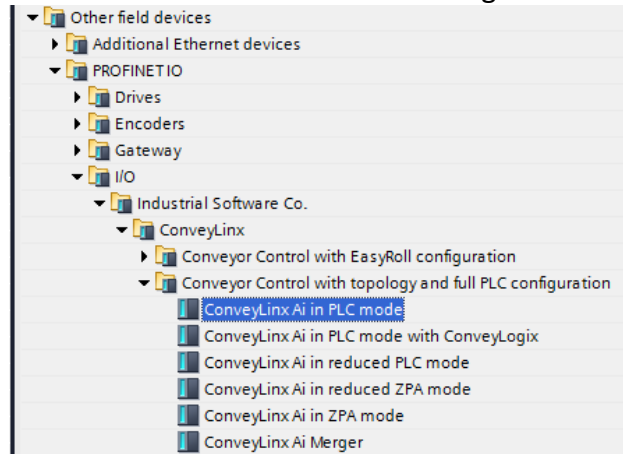 Other field devices
Additional Ethernet devices
PROFINET IO
Drives
Encoders
Gateway
I/O
Industrial Software Co.
ConveyLinx
Conveyor Control with EasyRoll configuration
Conveyor Control with topology and full PLC configuration
ConveyLinx Ai in PLC mode
ConveyLinx Ai in PLC mode with ConveyLogix
ConveyLinx Ai in reduced PLC mode
ConveyLinx Ai in reduced ZPA mode
ConveyLinx Ai in ZPA mode
ConveyLinx Ai Merger